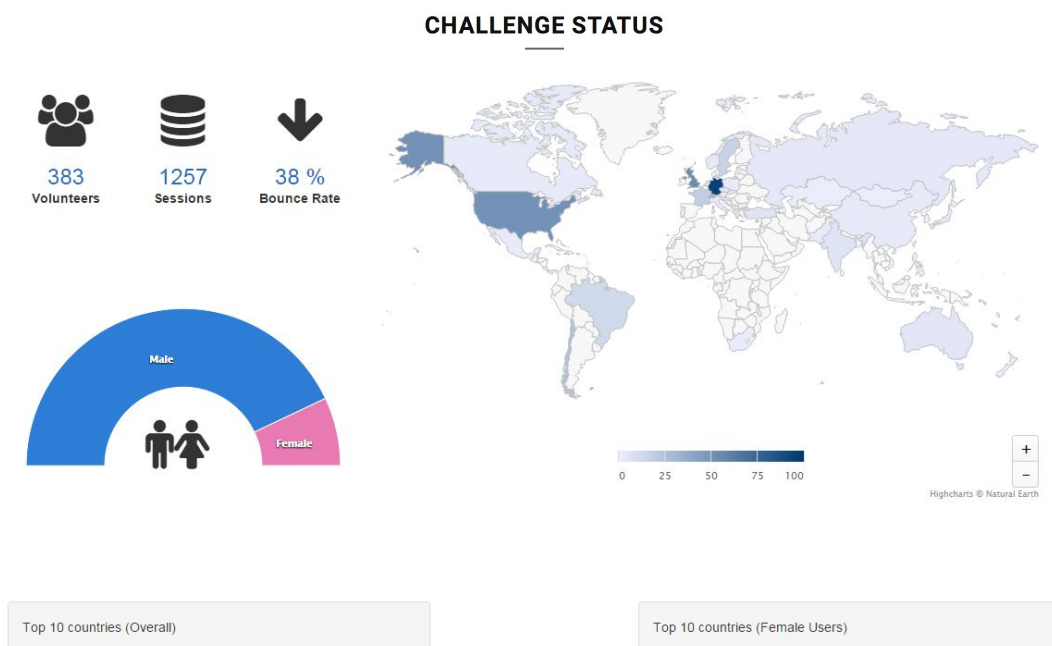 CHALLENGE STATUS
383
Volunteers
1257
Sessions
38 %
Bounce Rate
Male
Female
0 25 50 75 100
+
−
Highcharts © Natural Earth
Top 10 countries (Overall)
Top 10 countries (Female Users)